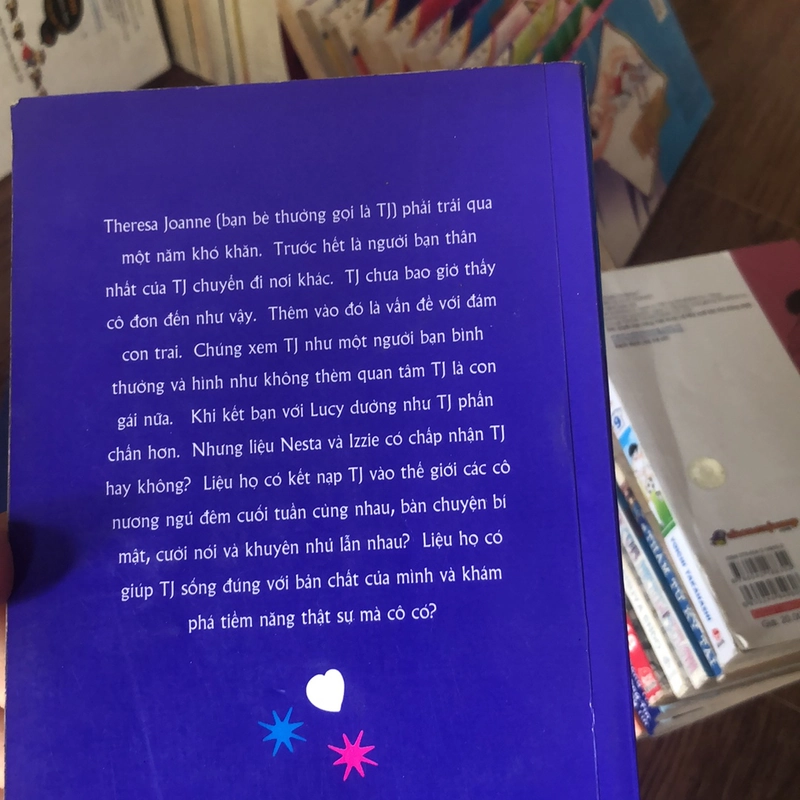 Theresa Joanne (bạn bè thường gọi là TJ) phải trải qua
một năm khó khăn. Trước hết là người bạn thân
nhất của TJ chuyển đi nơi khác. TJ chưa bao giờ thấy
cô đơn đến như vậy. Thêm vào đó là vấn đề với đám
con trai. Chúng xem TJ như một người bạn bình
thường và hình như không thèm quan tâm TJ là con
gái nữa. Khi kết bạn với Lucy dường như TJ phấn
chấn hơn. Nhưng liệu Nesta và Izzie có chấp nhận TJ
hay không? Liệu họ có kết nạp TJ vào thế giới các cô
nương ngủ đêm cuối tuần cùng nhau, bàn chuyện bí
mật, cười nói và khuyên nhủ lẫn nhau? Liệu họ có
giúp TJ sống đúng với bản chất của mình và khám
phá tiềm năng thật sự mà cô có?
YOICHI TAKAHASHI
THÁM TỬ KỲ TÀI